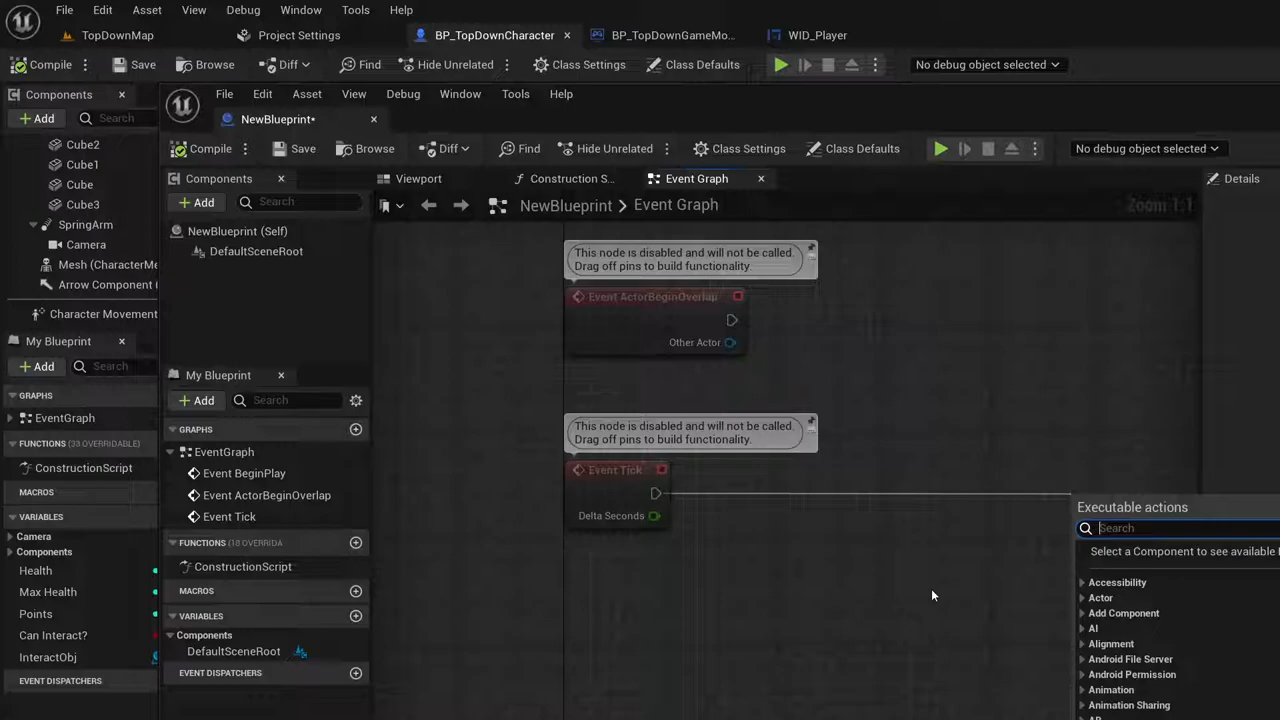 File Edit Asset View Debug Window Tools Help
TopDownMap Project Settings BP_TopDownCharacter BP_TopDownGameMo... WID_Player
Compile Save Browse Diff Find Hide Unrelated Class Settings Class Defaults No debug object selected
Components
+ Add Search
Cube2
Cube1
Cube
Cube3
SpringArm
Camera
Mesh (CharacterMe
Arrow Component (
Character Movement
My Blueprint
+ Add Search
GRAPHS
EventGraph
FUNCTIONS (33 OVERRIDABLE)
ConstructionScript
MACROS
VARIABLES
Camera
Components
Health
Max Health
Points
Can Interact?
InteractObj
EVENT DISPATCHERS
File Edit Asset View Debug Window Tools Help
NewBlueprint*
Compile Save Browse Diff Find Hide Unrelated Class Settings Class Defaults No debug object selected
Components
+ Add Search
NewBlueprint (Self)
DefaultSceneRoot
My Blueprint
+ Add Search
GRAPHS
EventGraph
Event BeginPlay
Event ActorBeginOverlap
Event Tick
FUNCTIONS (18 OVERRIDA
ConstructionScript
MACROS
VARIABLES
Components
DefaultSceneRoot
EVENT DISPATCHERS
Viewport Construction S... Event Graph
NewBlueprint > Event Graph
Zoom 1:1
This node is disabled and will not be called.
Drag off pins to build functionality.
Event ActorBeginOverlap
Other Actor
This node is disabled and will not be called.
Drag off pins to build functionality.
Event Tick
Delta Seconds
Details
Executable actions
Search
Select a Component to see available
Accessibility
Actor
Add Component
AI
Alignment
Android File Server
Android Permission
Animation
Animation Sharing